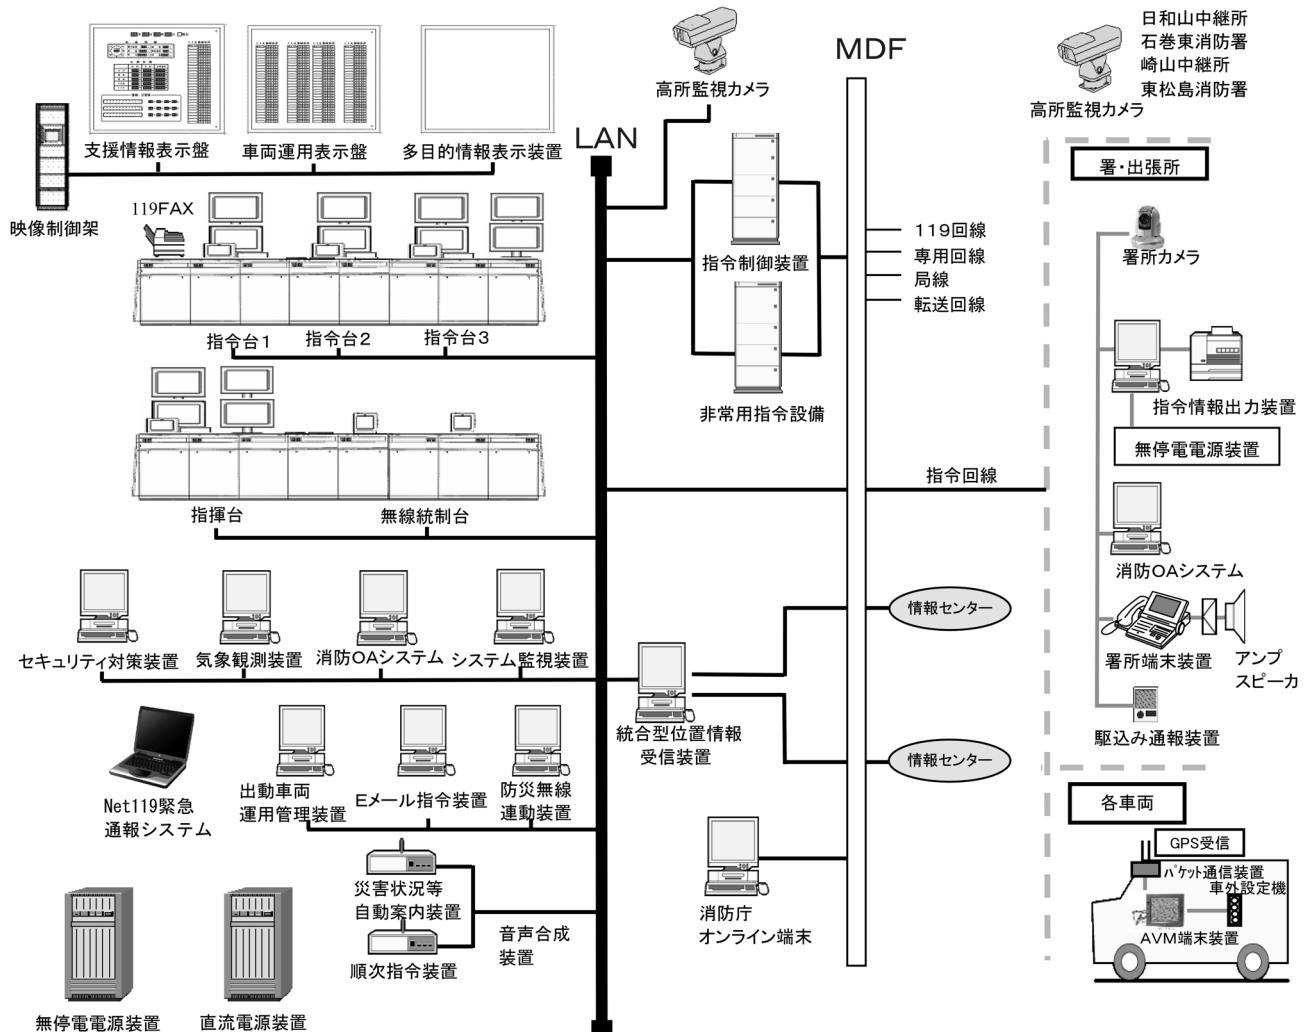 支援情報表示盤
車両運用表示盤
多目的情報表示装置
映像制御架
119FAX
指令台1
指令台2
指令台3
指揮台
無線統制台
セキュリティ対策装置
気象観測装置
消防OAシステム
システム監視装置
Net119緊急
通報システム
出動車両
運用管理装置
Eメール指令装置
防災無線
連動装置
災害状況等
自動案内装置
順次指令装置
音声合成
装置
無停電電源装置
直流電源装置
LAN
高所監視カメラ
MDF
指令制御装置
非常用指令設備
119回線
専用回線
局線
転送回線
指令回線
情報センター
統合型位置情報
受信装置
情報センター
消防庁
オンライン端末
日和山中継所
石巻東消防署
崎山中継所
東松島消防署
高所監視カメラ
署・出張所
署所カメラ
指令情報出力装置
無停電電源装置
消防OAシステム
署所端末装置
アンプ
スピーカ
駆込み通報装置
各車両
GPS受信
パケット通信装置
車外設定機
AVM端末装置